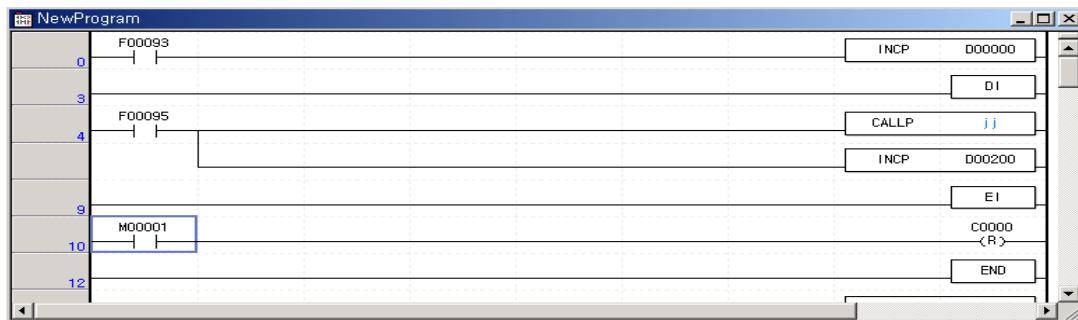 NewProgram
F00093
INCP D00000
0
DI
3
F00095
CALLP jj
4
INCP D00200
EI
9
M00001
C0000
10
(R)
END
12